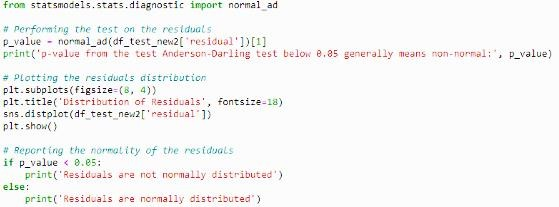 from statsmodels.stats.diagnostic import normal_ad
# Performing the test on the residuals
p_value = normal_ad(df_test_new2['residual'])[1]
print('p-value from the test Anderson-Darling test below 0.05 generally means non-normal:', p_value)
# Plotting the residuals distribution
plt.subplots(figsize=(8, 4))
plt.title('Distribution of Residuals', fontsize=18)
sns.distplot(df_test_new2['residual'])
plt.show()
# Reporting the normality of the residuals
if p_value < 0.05:
    print('Residuals are not normally distributed')
else:
    print('Residuals are normally distributed')